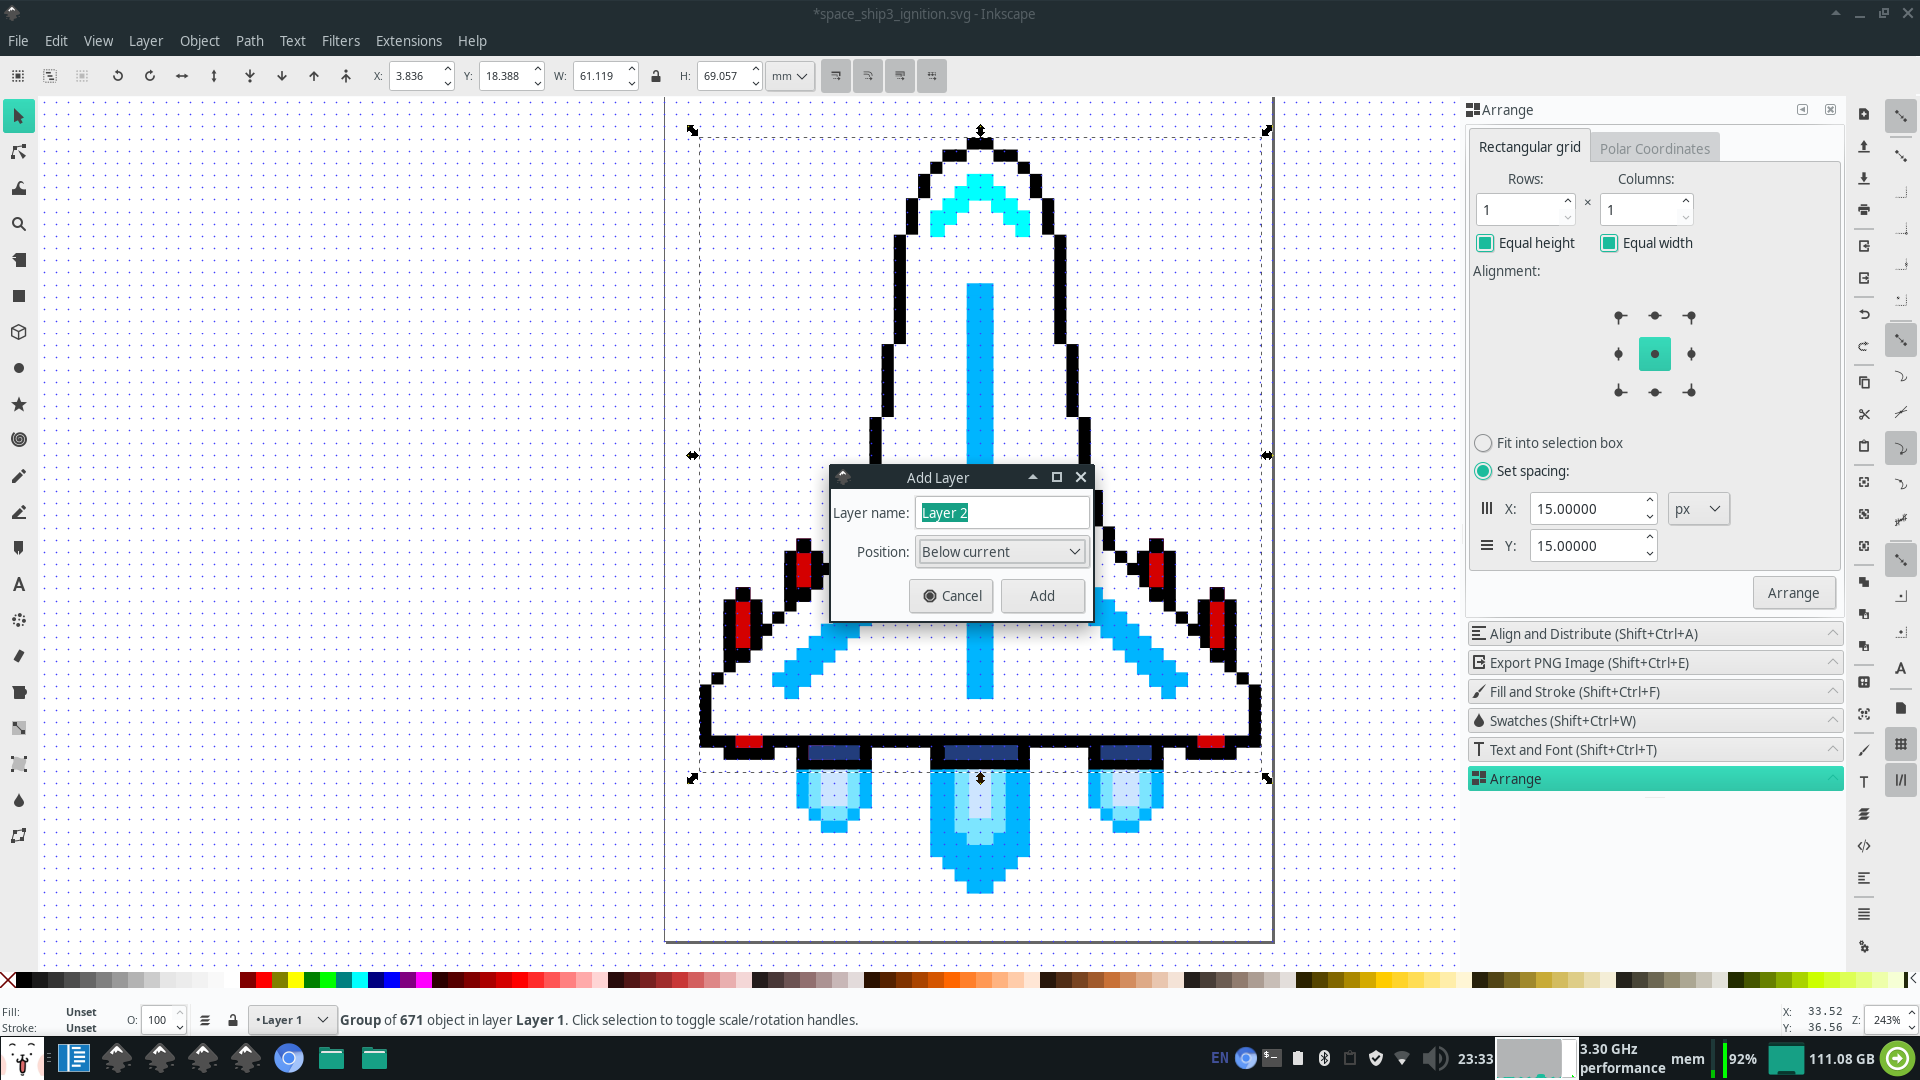 *space_ship3_ignition.svg - Inkscape
File Edit View Layer Object Path Text Filters Extensions Help
X: 3.836 Y: 18.388 W: 61.119 H: 69.057 mm
Arrange
Rectangular grid Polar Coordinates
Rows: Columns:
1 × 1
Equal height Equal width
Alignment:
Fit into selection box
Set spacing:
X: 15.00000 px
Y: 15.00000
Arrange
Align and Distribute (Shift+Ctrl+A)
Export PNG Image (Shift+Ctrl+E)
Fill and Stroke (Shift+Ctrl+F)
Swatches (Shift+Ctrl+W)
Text and Font (Shift+Ctrl+T)
Arrange
Add Layer
Layer name: Layer 2
Position: Below current
Cancel Add
Fill: Unset
Stroke: Unset
O: 100
•Layer 1
Group of 671 object in layer Layer 1. Click selection to toggle scale/rotation handles.
X: 33.52
Y: 36.56
Z: 243%
EN
23:33
3.30 GHz
performance
mem
92%
111.08 GB